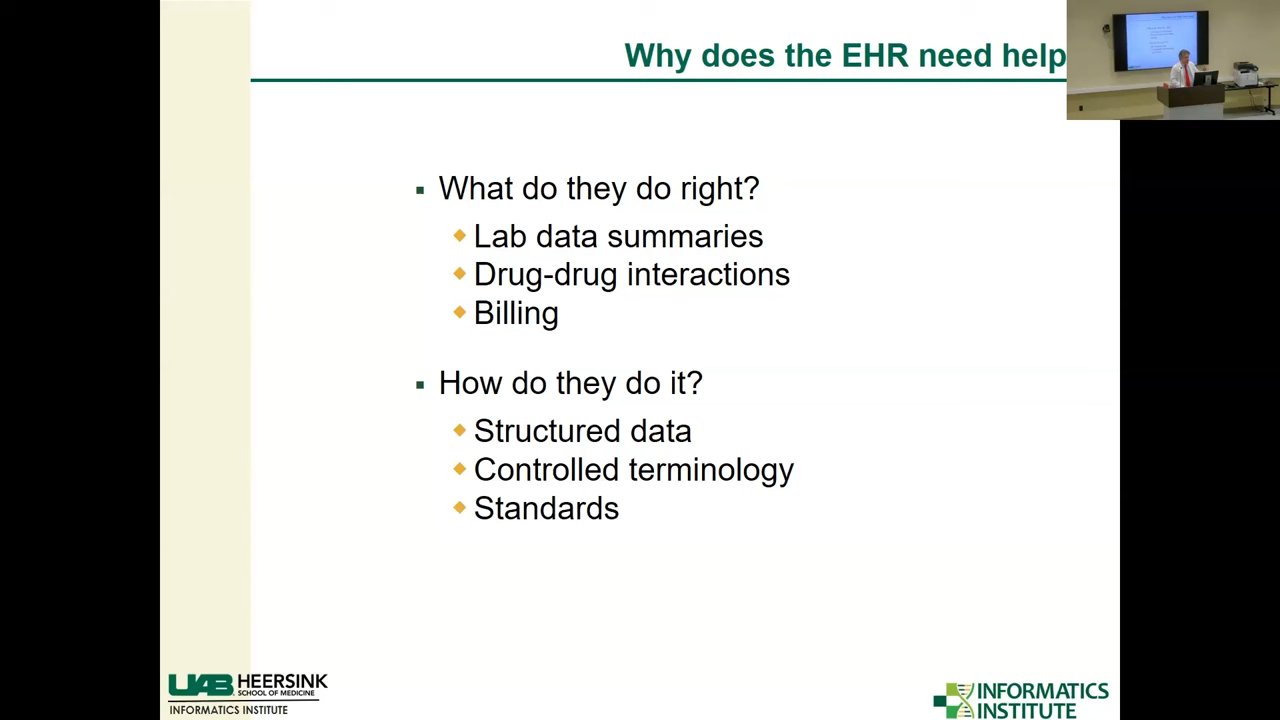 Why does the EHR need help
What do they do right?
Lab data summaries
Drug-drug interactions
Billing
How do they do it?
Structured data
Controlled terminology
Standards
UAB HEERSINK
SCHOOL OF MEDICINE
INFORMATICS INSTITUTE
INFORMATICS
INSTITUTE